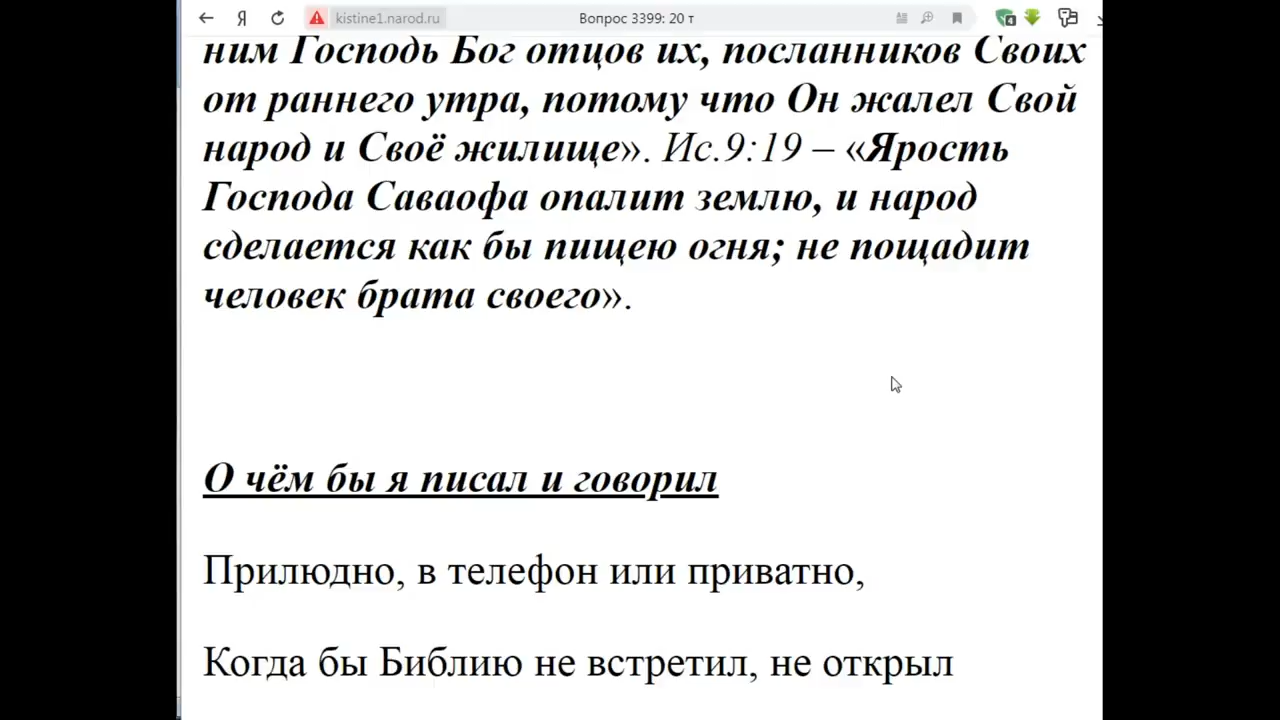 kistine1.narod.ru
Вопрос 3399: 20 т
4
ним Господь Бог отцов их, посланников Своих
от раннего утра, потому что Он жалел Свой
народ и Своё жилище». Ис.9:19 – «Ярость
Господа Саваофа опалит землю, и народ
сделается как бы пищею огня; не пощадит
человек брата своего».
О чём бы я писал и говорил
Прилюдно, в телефон или приватно,
Когда бы Библию не встретил, не открыл